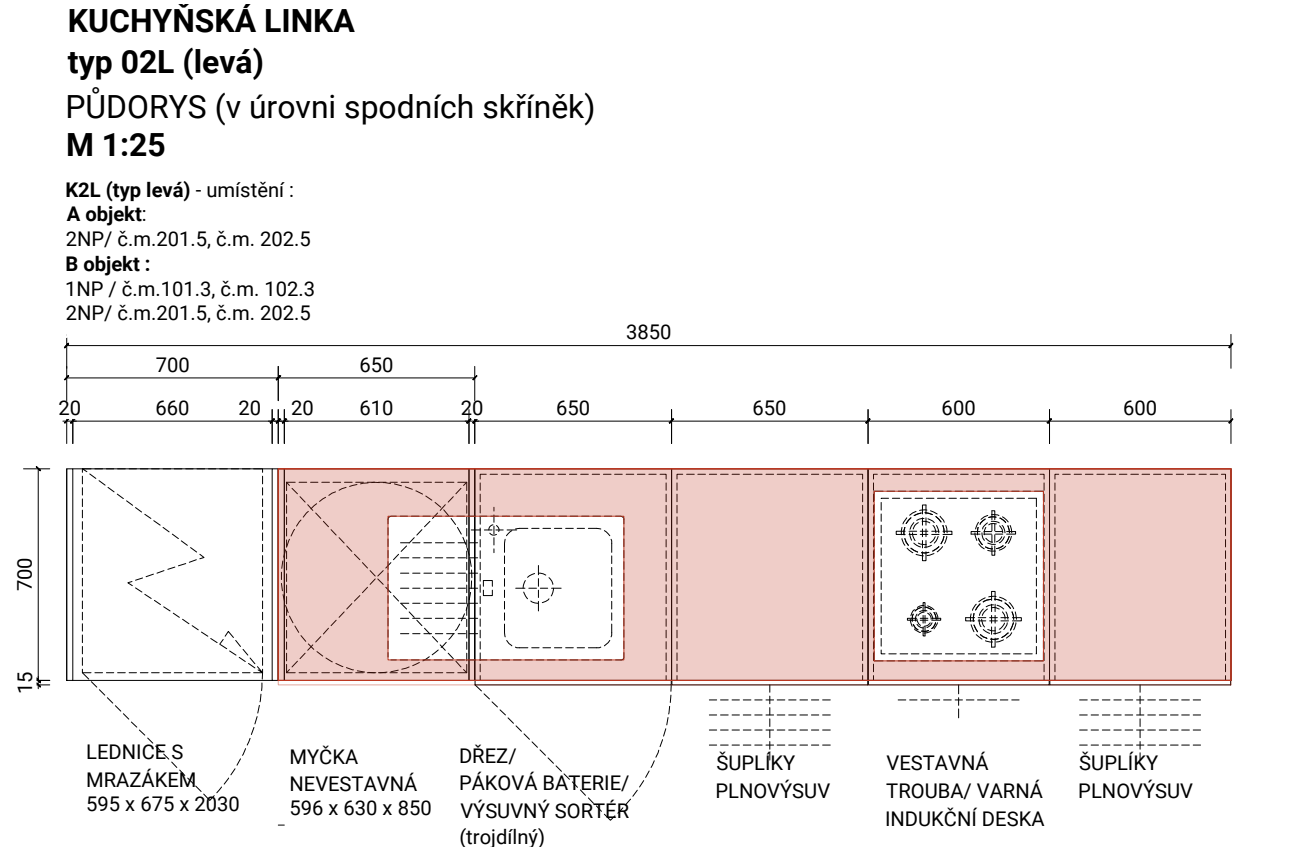 KUCHYŇSKÁ LINKA
typ 02L (levá)
PŮDORYS (v úrovni spodních skříněk)
M 1:25
K2L (typ levá) - umístění :
A objekt:
2NP/ č.m.201.5, č.m. 202.5
B objekt :
1NP / č.m.101.3, č.m. 102.3
2NP/ č.m.201.5, č.m. 202.5
3850
700 650
20 660 20 20 610 20 650 650 600 600
700
15
LEDNICE S
MRAZÁKEM
595 x 675 x 2030
MYČKA
NEVESTAVNÁ
596 x 630 x 850
DŘEZ/
PÁKOVÁ BATERIE/
VÝSUVNÝ SORTÉR
(trojdílný)
ŠUPLÍKY
PLNOVÝSUV
VESTAVNÁ
TROUBA/ VARNÁ
INDUKČNÍ DESKA
ŠUPLÍKY
PLNOVÝSUV